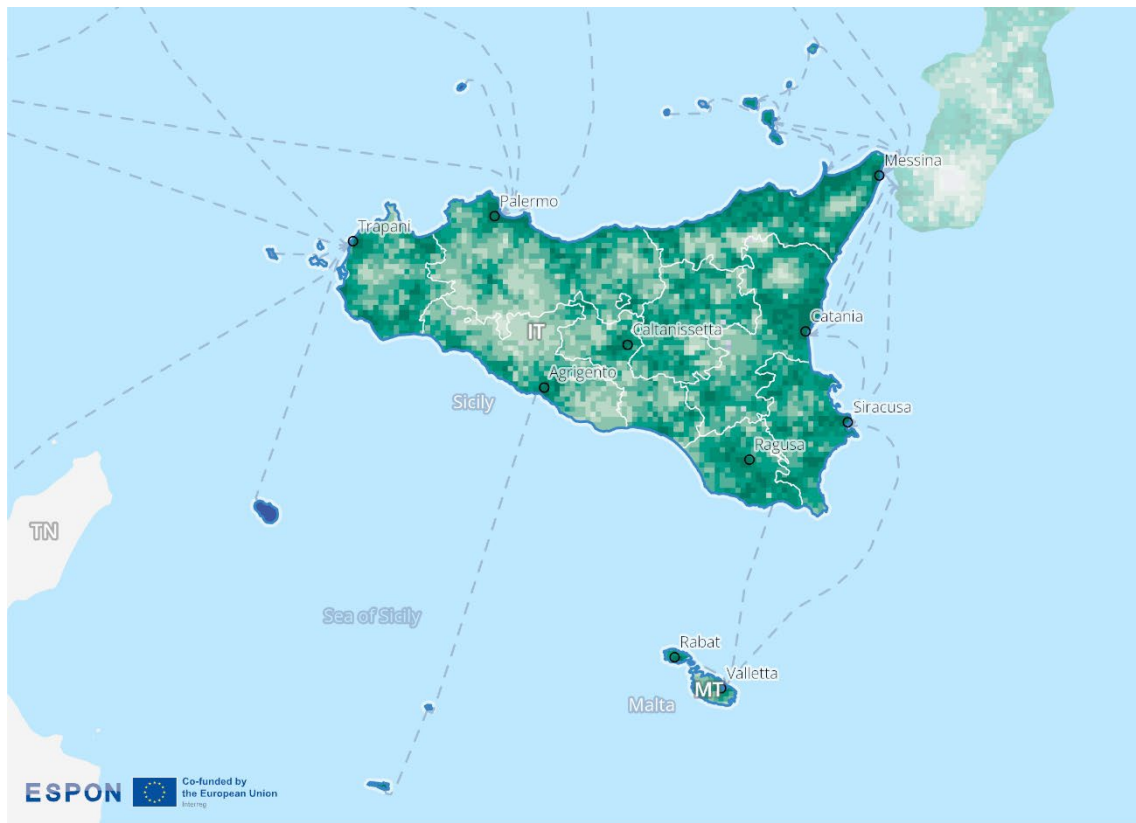 Messina
Palermo
Trapani
Catania
IT
Caltanissetta
Agrigento
Sicily
Siracusa
Ragusa
TN
Sea of Sicily
Rabat
Valletta
MT
Malta
ESPON
Co-funded by
the European Union
Interreg